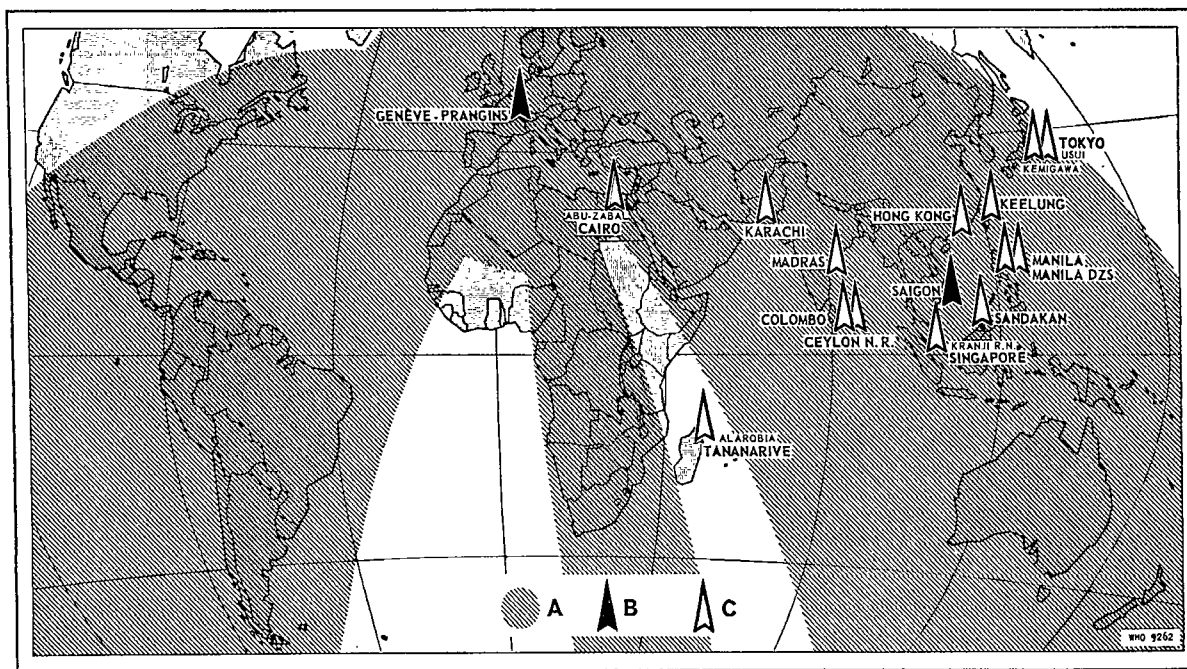 GENÈVE-PRANGINS
TOKYO
USUI
KEMIGAWA
ABU-ZABAL
CAIRO
KARACHI
HONG KONG
KEELUNG
MADRAS
MANILA,
MANILA DZS
SAIGON
COLOMBO
CEYLON N.R.
SANDAKAN
KRANJI R.N.
SINGAPORE
ALAROBIA,
TANANARIVE
A
B
C
WHO 9262